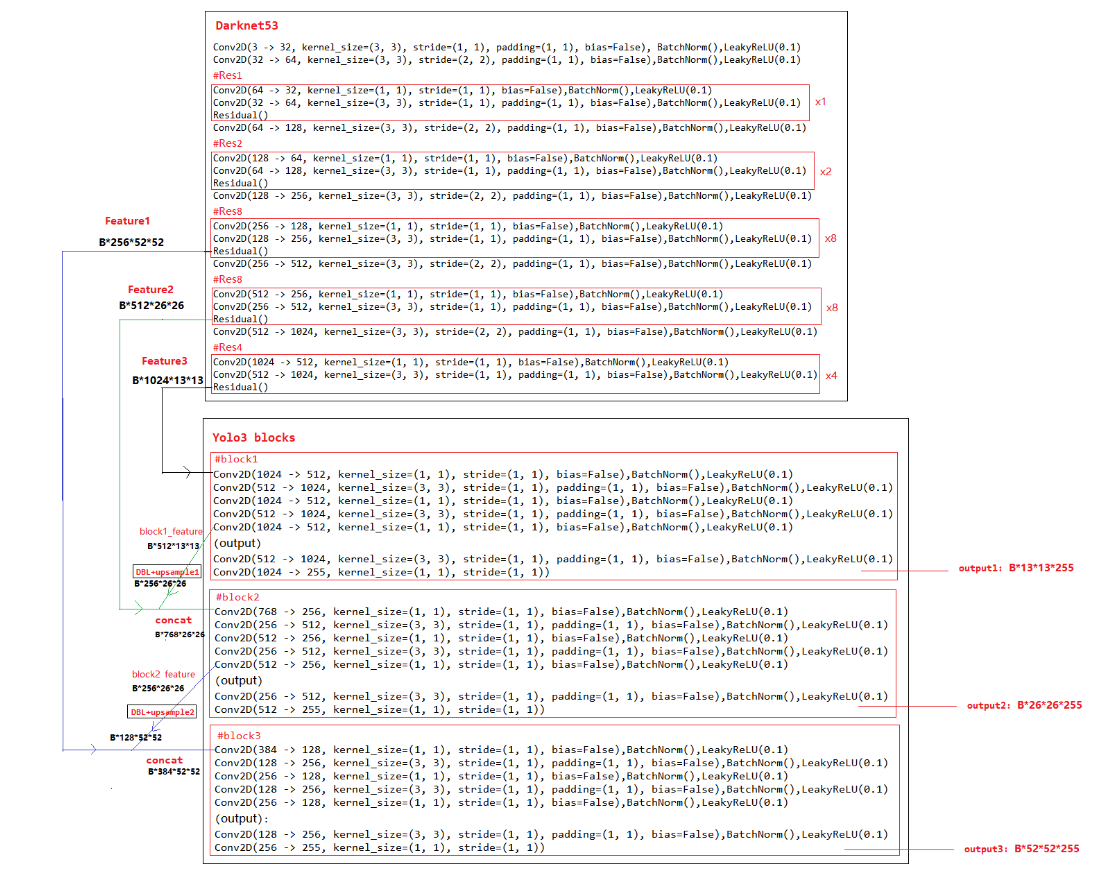 Darknet53
Conv2D(3 -> 32, kernel_size=(3, 3), stride=(1, 1), padding=(1, 1), bias=False), BatchNorm(),LeakyReLU(0.1)
Conv2D(32 -> 64, kernel_size=(3, 3), stride=(2, 2), padding=(1, 1), bias=False),BatchNorm(),LeakyReLU(0.1)
#Res1
Conv2D(64 -> 32, kernel_size=(1, 1), stride=(1, 1), bias=False),BatchNorm(),LeakyReLU(0.1)
Conv2D(32 -> 64, kernel_size=(3, 3), stride=(1, 1), padding=(1, 1), bias=False),BatchNorm(),LeakyReLU(0.1)
x1
Residual()
Conv2D(64 -> 128, kernel_size=(3, 3), stride=(2, 2), padding=(1, 1), bias=False),BatchNorm(),LeakyReLU(0.1)
#Res2
Conv2D(128 -> 64, kernel_size=(1, 1), stride=(1, 1), bias=False),BatchNorm(),LeakyReLU(0.1)
Conv2D(64 -> 128, kernel_size=(3, 3), stride=(1, 1), padding=(1, 1), bias=False),BatchNorm(),LeakyReLU(0.1)
x2
Residual()
Conv2D(128 -> 256, kernel_size=(3, 3), stride=(2, 2), padding=(1, 1), bias=False),BatchNorm(),LeakyReLU(0.1)
#Res8
Conv2D(256 -> 128, kernel_size=(1, 1), stride=(1, 1), bias=False),BatchNorm(),LeakyReLU(0.1)
Conv2D(128 -> 256, kernel_size=(3, 3), stride=(1, 1), padding=(1, 1), bias=False),BatchNorm(),LeakyReLU(0.1)
x8
Residual()
Conv2D(256 -> 512, kernel_size=(3, 3), stride=(2, 2), padding=(1, 1), bias=False),BatchNorm(),LeakyReLU(0.1)
#Res8
Conv2D(512 -> 256, kernel_size=(1, 1), stride=(1, 1), bias=False),BatchNorm(),LeakyReLU(0.1)
Conv2D(256 -> 512, kernel_size=(3, 3), stride=(1, 1), padding=(1, 1), bias=False),BatchNorm(),LeakyReLU(0.1)
x8
Residual()
Conv2D(512 -> 1024, kernel_size=(3, 3), stride=(2, 2), padding=(1, 1), bias=False),BatchNorm(),LeakyReLU(0.1)
#Res4
Conv2D(1024 -> 512, kernel_size=(1, 1), stride=(1, 1), bias=False),BatchNorm(),LeakyReLU(0.1)
Conv2D(512 -> 1024, kernel_size=(3, 3), stride=(1, 1), padding=(1, 1), bias=False),BatchNorm(),LeakyReLU(0.1)
x4
Residual()
Feature1
B*256*52*52
Feature2
B*512*26*26
Feature3
B*1024*13*13
Yolo3 blocks
#block1
Conv2D(1024 -> 512, kernel_size=(1, 1), stride=(1, 1), bias=False),BatchNorm(),LeakyReLU(0.1)
Conv2D(512 -> 1024, kernel_size=(3, 3), stride=(1, 1), padding=(1, 1), bias=False),BatchNorm(),LeakyReLU(0.1)
Conv2D(1024 -> 512, kernel_size=(1, 1), stride=(1, 1), bias=False),BatchNorm(),LeakyReLU(0.1)
Conv2D(512 -> 1024, kernel_size=(3, 3), stride=(1, 1), padding=(1, 1), bias=False),BatchNorm(),LeakyReLU(0.1)
Conv2D(1024 -> 512, kernel_size=(1, 1), stride=(1, 1), bias=False),BatchNorm(),LeakyReLU(0.1)
(output)
Conv2D(512 -> 1024, kernel_size=(3, 3), stride=(1, 1), padding=(1, 1), bias=False),BatchNorm(),LeakyReLU(0.1)
Conv2D(1024 -> 255, kernel_size=(1, 1), stride=(1, 1))
output1: B*13*13*255
block1_feature
B*512*13*13
DBL+upsample1
B*256*26*26
concat
B*768*26*26
#block2
Conv2D(768 -> 256, kernel_size=(1, 1), stride=(1, 1), bias=False),BatchNorm(),LeakyReLU(0.1)
Conv2D(256 -> 512, kernel_size=(3, 3), stride=(1, 1), padding=(1, 1), bias=False),BatchNorm(),LeakyReLU(0.1)
Conv2D(512 -> 256, kernel_size=(1, 1), stride=(1, 1), bias=False),BatchNorm(),LeakyReLU(0.1)
Conv2D(256 -> 512, kernel_size=(3, 3), stride=(1, 1), padding=(1, 1), bias=False),BatchNorm(),LeakyReLU(0.1)
Conv2D(512 -> 256, kernel_size=(1, 1), stride=(1, 1), bias=False),BatchNorm(),LeakyReLU(0.1)
(output)
Conv2D(256 -> 512, kernel_size=(3, 3), stride=(1, 1), padding=(1, 1), bias=False),BatchNorm(),LeakyReLU(0.1)
Conv2D(512 -> 255, kernel_size=(1, 1), stride=(1, 1))
output2: B*26*26*255
block2_feature
B*256*26*26
DBL+upsample2
B*128*52*52
concat
B*384*52*52
#block3
Conv2D(384 -> 128, kernel_size=(1, 1), stride=(1, 1), bias=False),BatchNorm(),LeakyReLU(0.1)
Conv2D(128 -> 256, kernel_size=(3, 3), stride=(1, 1), padding=(1, 1), bias=False),BatchNorm(),LeakyReLU(0.1)
Conv2D(256 -> 128, kernel_size=(1, 1), stride=(1, 1), bias=False),BatchNorm(),LeakyReLU(0.1)
Conv2D(128 -> 256, kernel_size=(3, 3), stride=(1, 1), padding=(1, 1), bias=False),BatchNorm(),LeakyReLU(0.1)
Conv2D(256 -> 128, kernel_size=(1, 1), stride=(1, 1), bias=False),BatchNorm(),LeakyReLU(0.1)
(output):
Conv2D(128 -> 256, kernel_size=(3, 3), stride=(1, 1), padding=(1, 1), bias=False),BatchNorm(),LeakyReLU(0.1)
Conv2D(256 -> 255, kernel_size=(1, 1), stride=(1, 1))
output3: B*52*52*255